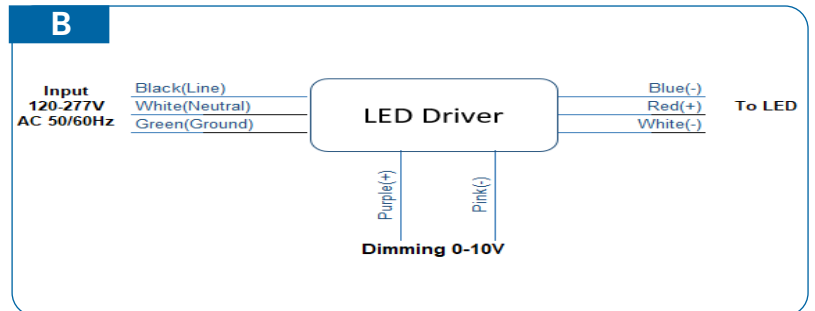 B
Input
120-277V
AC 50/60Hz
Black(Line)
White(Neutral)
Green(Ground)
LED Driver
Blue(-)
Red(+)
White(-)
To LED
Purple(+)
Pink(-)
Dimming 0-10V